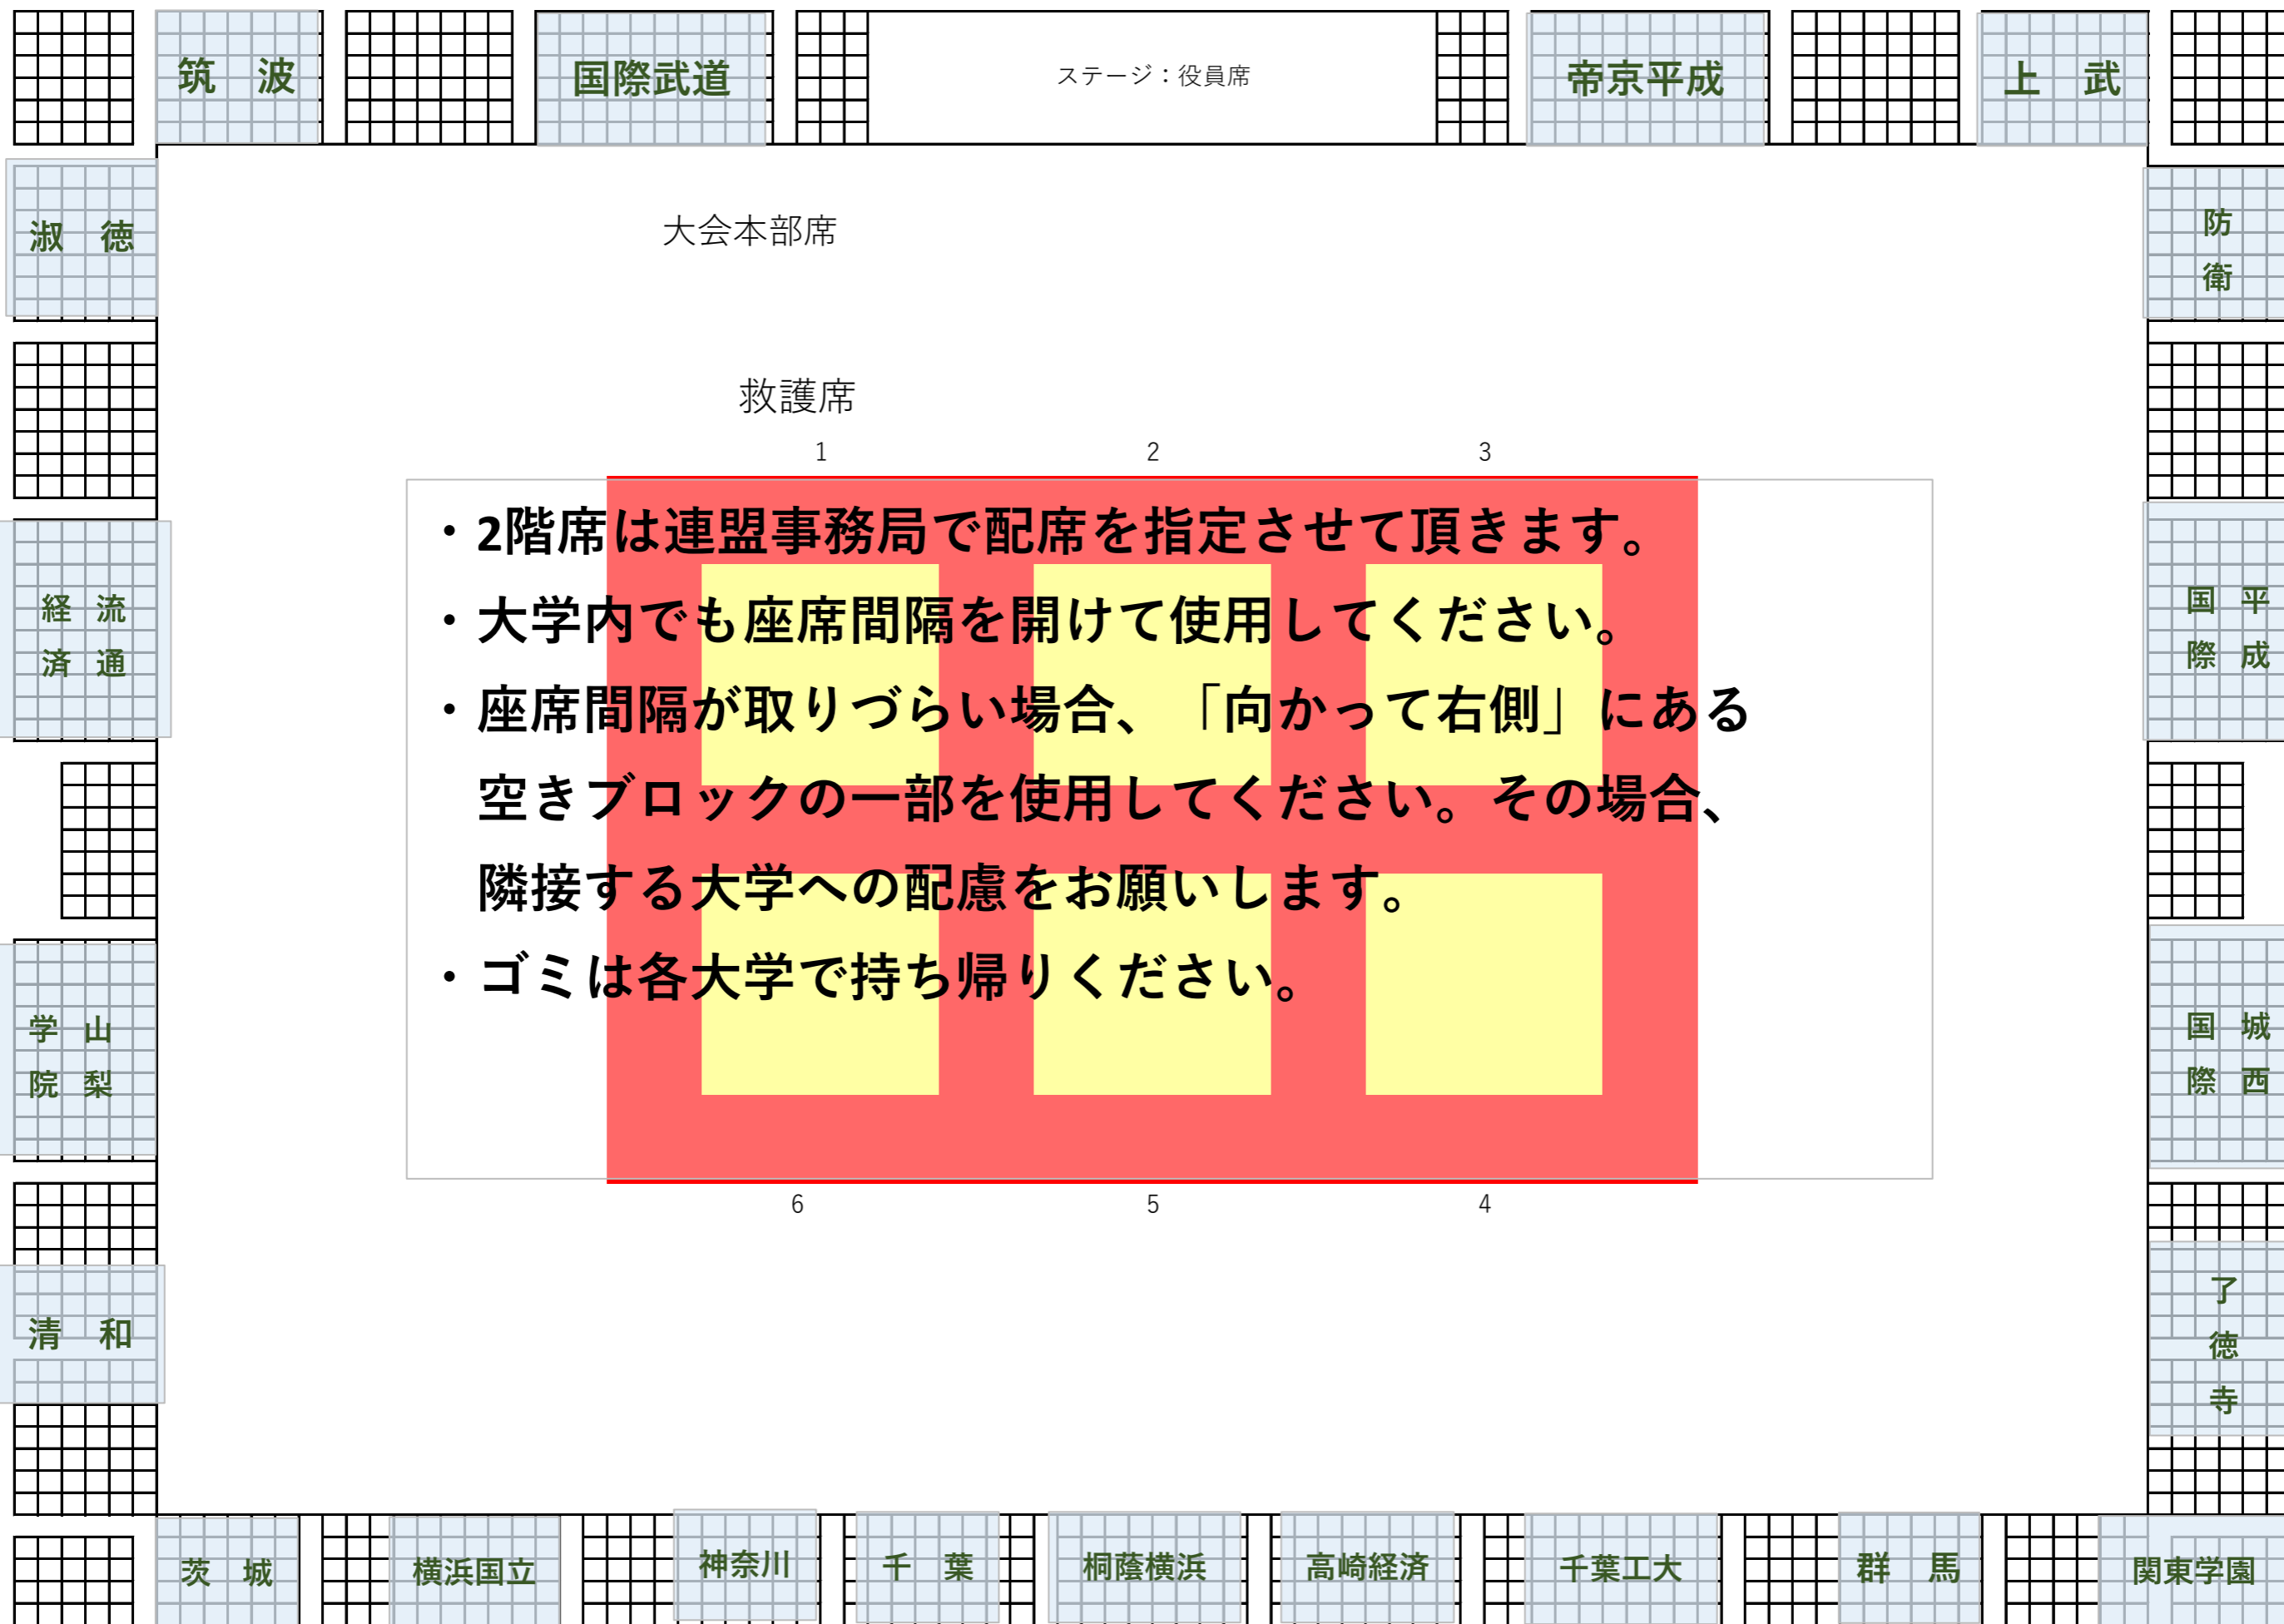 筑　波
国際武道
ステージ：役員席
帝京平成
上　武
淑　徳
大会本部席
防
衛
救護席
1
2
3
・2階席は連盟事務局で配席を指定させて頂きます。
・大学内でも座席間隔を開けて使用してください。
・座席間隔が取りづらい場合、「向かって右側」にある
空きブロックの一部を使用してください。その場合、
隣接する大学への配慮をお願いします。
・ゴミは各大学で持ち帰りください。
流通
経済
平成
国際
山梨
学院
城西
国際
6
5
4
清　和
了
徳
寺
茨　城
横浜国立
神奈川
千　葉
桐蔭横浜
高崎経済
千葉工大
群　馬
関東学園